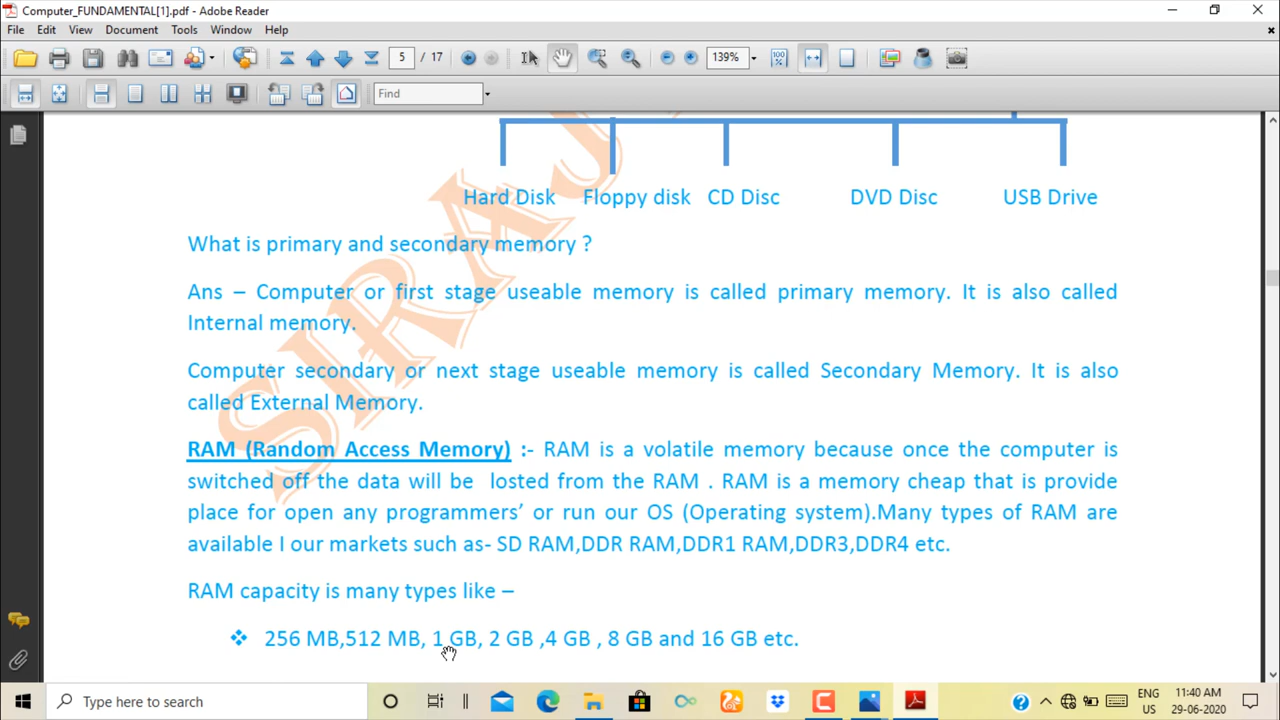 Computer_FUNDAMENTAL[1].pdf - Adobe Reader
File Edit View Document Tools Window Help
5 / 17 139%
Find
Hard Disk Floppy disk CD Disc DVD Disc USB Drive
What is primary and secondary memory ?
Ans – Computer or first stage useable memory is called primary memory. It is also called
Internal memory.
Computer secondary or next stage useable memory is called Secondary Memory. It is also
called External Memory.
RAM (Random Access Memory) :- RAM is a volatile memory because once the computer is
switched off the data will be losted from the RAM . RAM is a memory cheap that is provide
place for open any programmers’ or run our OS (Operating system).Many types of RAM are
available I our markets such as- SD RAM,DDR RAM,DDR1 RAM,DDR3,DDR4 etc.
RAM capacity is many types like –
❖ 256 MB,512 MB, 1 GB, 2 GB ,4 GB , 8 GB and 16 GB etc.
SIRAJ
Type here to search
ENG 11:40 AM
US 29-06-2020